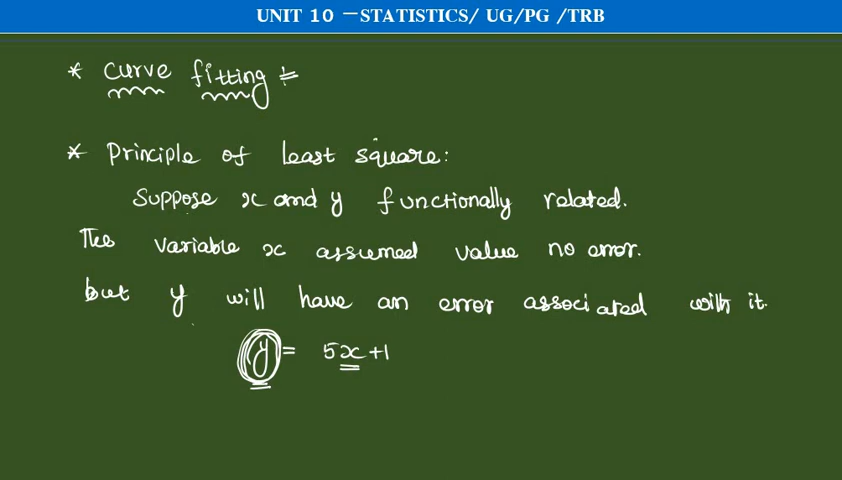 UNIT 10 －STATISTICS/ UG/PG /TRB
* Curve fitting :-
* Principle of least square:
Suppose x and y functionally related.
The variable x assumed value no error.
but y will have an error associated with it.
y = 5x+1